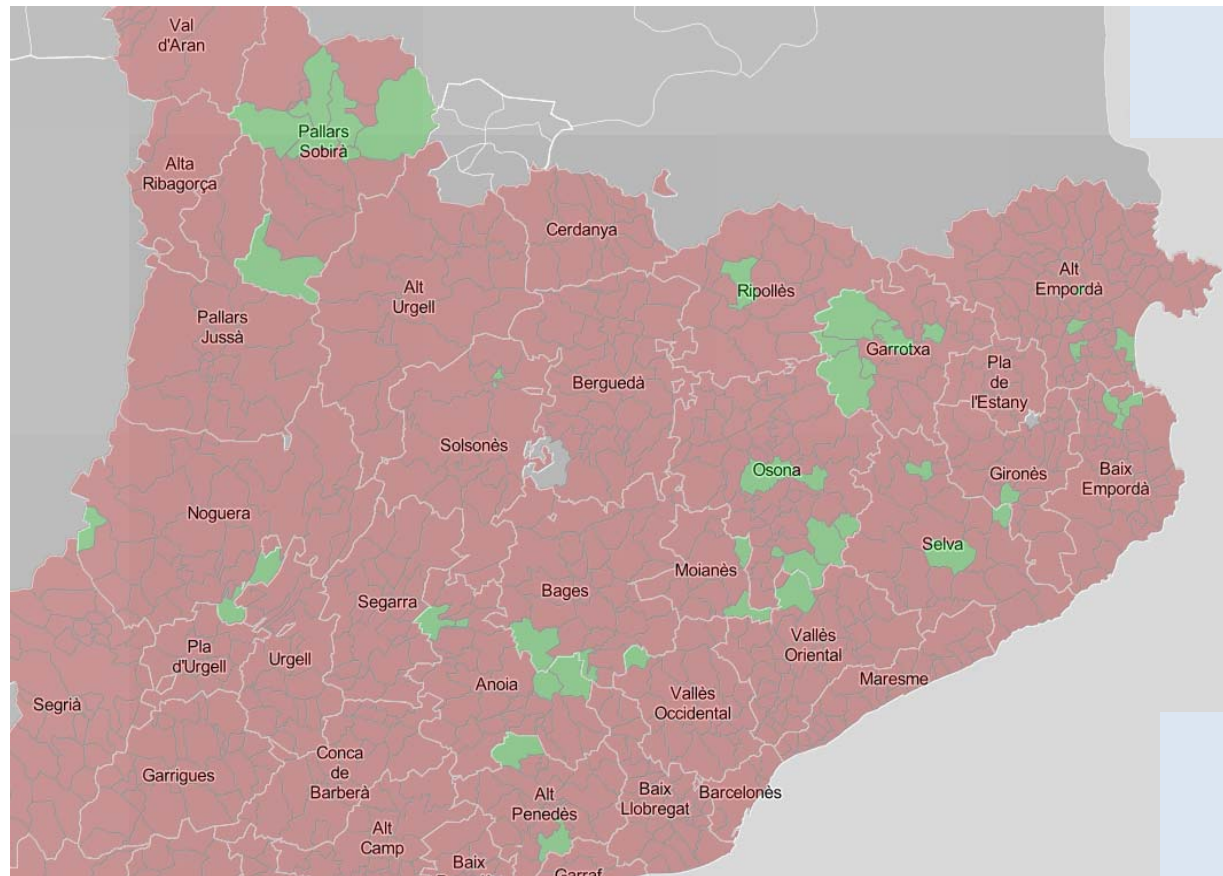 Val
d'Aran
Pallars
Sobirà
Alta
Ribagorça
Cerdanya
Alt
Urgell
Ripollès
Alt
Empordà
Pallars
Jussà
Garrotxa
Pla
de
l'Estany
Berguedà
Solsonès
Osona
Gironès
Baix
Empordà
Noguera
Selva
Moianès
Bages
Segarra
Vallès
Oriental
Pla
d'Urgell
Urgell
Anoia
Maresme
Vallès
Occidental
Segrià
Garrigues
Conca
de
Barberà
Alt
Penedès
Baix
Llobregat
Barcelonès
Alt
Camp
Baix
Garraf